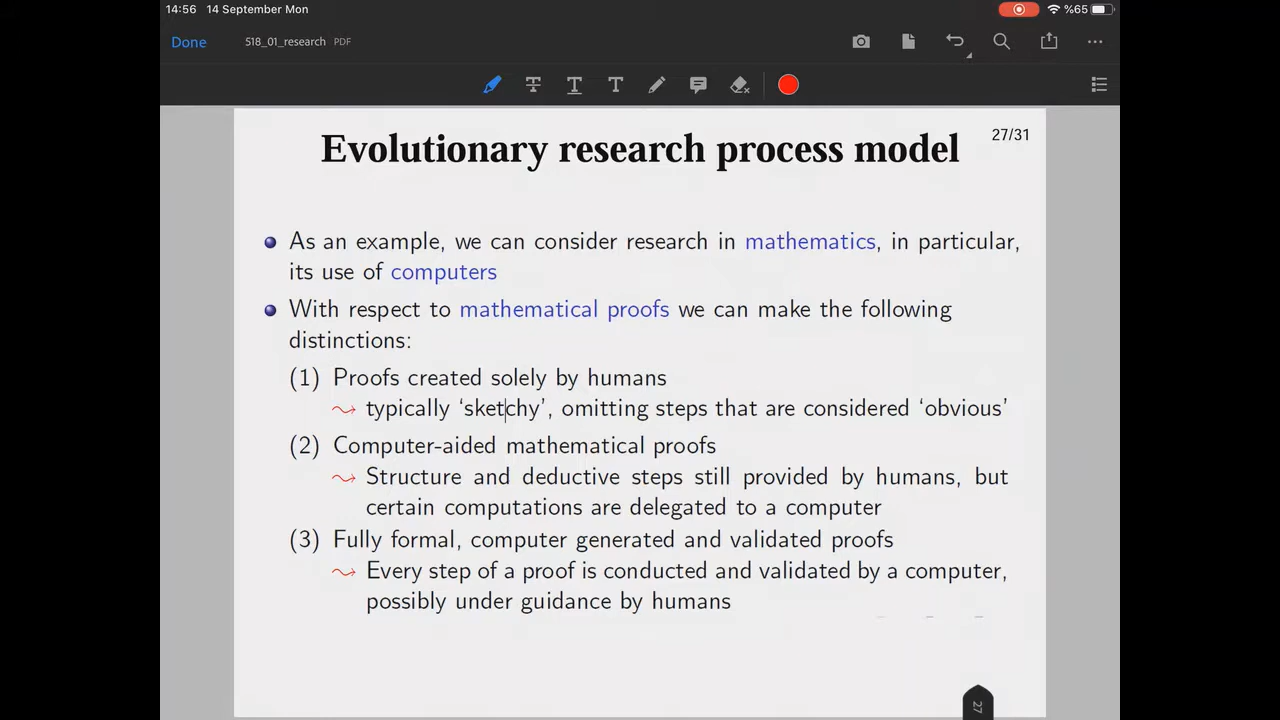 14:56 14 September Mon %65
Done 518_01_research PDF
Evolutionary research process model 27/31
As an example, we can consider research in mathematics, in particular,
its use of computers
With respect to mathematical proofs we can make the following
distinctions:
(1) Proofs created solely by humans
typically ‘sketchy’, omitting steps that are considered ‘obvious’
(2) Computer-aided mathematical proofs
Structure and deductive steps still provided by humans, but
certain computations are delegated to a computer
(3) Fully formal, computer generated and validated proofs
Every step of a proof is conducted and validated by a computer,
possibly under guidance by humans
27